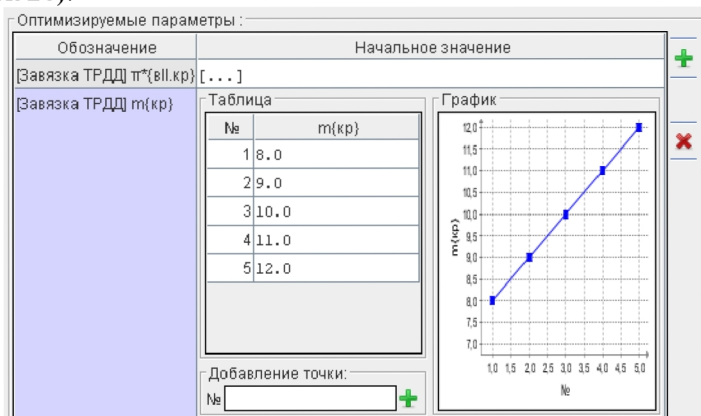 Оптимизируемые параметры :
Обозначение Начальное значение
[Завязка ТРДД] π*{вII.кр} [...]
[Завязка ТРДД] m{кр}
Таблица
№ m{кр}
1 8.0
2 9.0
3 10.0
4 11.0
5 12.0
Добавление точки:
№
График
m{кр}
12,0
11,5
11,0
10,5
10,0
9,5
9,0
8,5
8,0
7,5
7,0
1,0 1,5 2,0 2,5 3,0 3,5 4,0 4,5 5,0
№